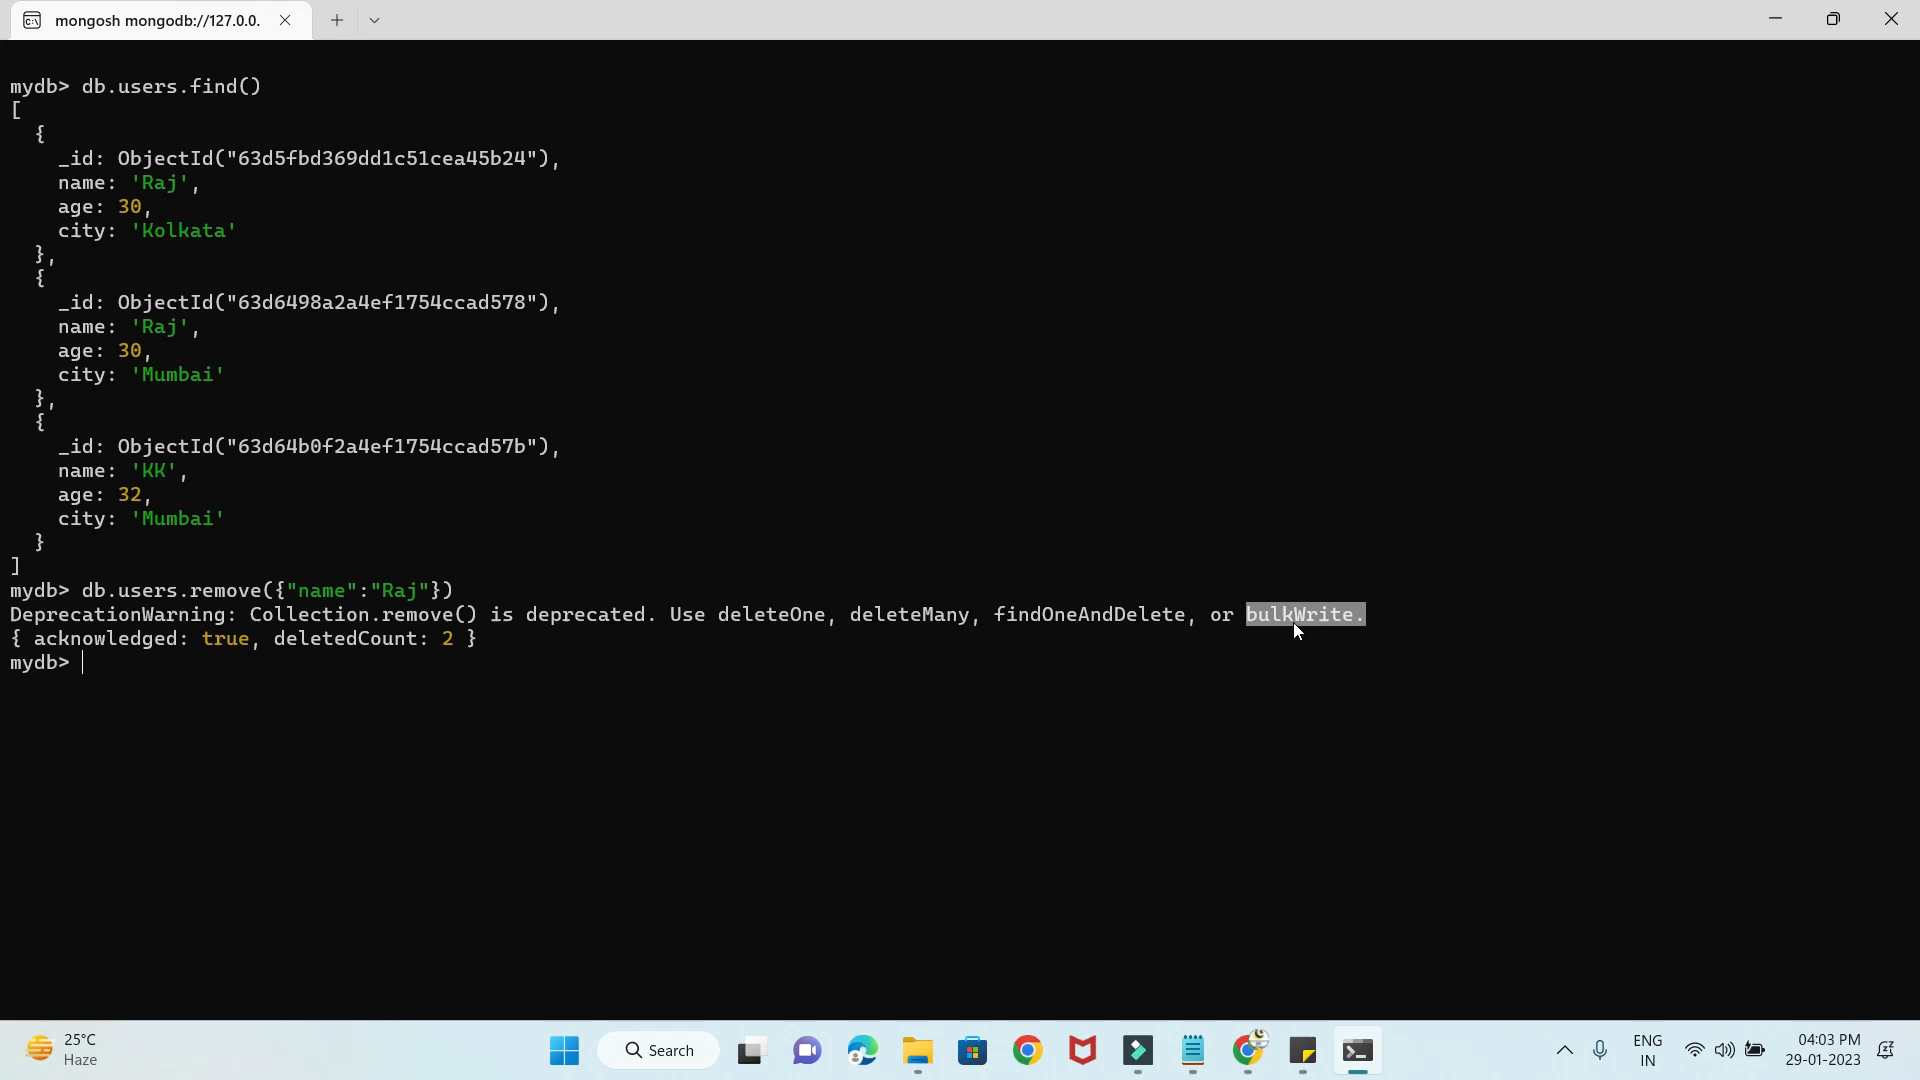 mongosh mongodb://127.0.0.
mydb> db.users.find()
[
{
_id: ObjectId("63d5fbd369dd1c51cea45b24"),
name: 'Raj',
age: 30,
city: 'Kolkata'
},
{
_id: ObjectId("63d6498a2a4ef1754ccad578"),
name: 'Raj',
age: 30,
city: 'Mumbai'
},
{
_id: ObjectId("63d64b0f2a4ef1754ccad57b"),
name: 'KK',
age: 32,
city: 'Mumbai'
}
]
mydb> db.users.remove({"name":"Raj"})
DeprecationWarning: Collection.remove() is deprecated. Use deleteOne, deleteMany, findOneAndDelete, or bulkWrite.
{ acknowledged: true, deletedCount: 2 }
mydb>
25°C
Haze
Search
ENG
IN
04:03 PM
29-01-2023